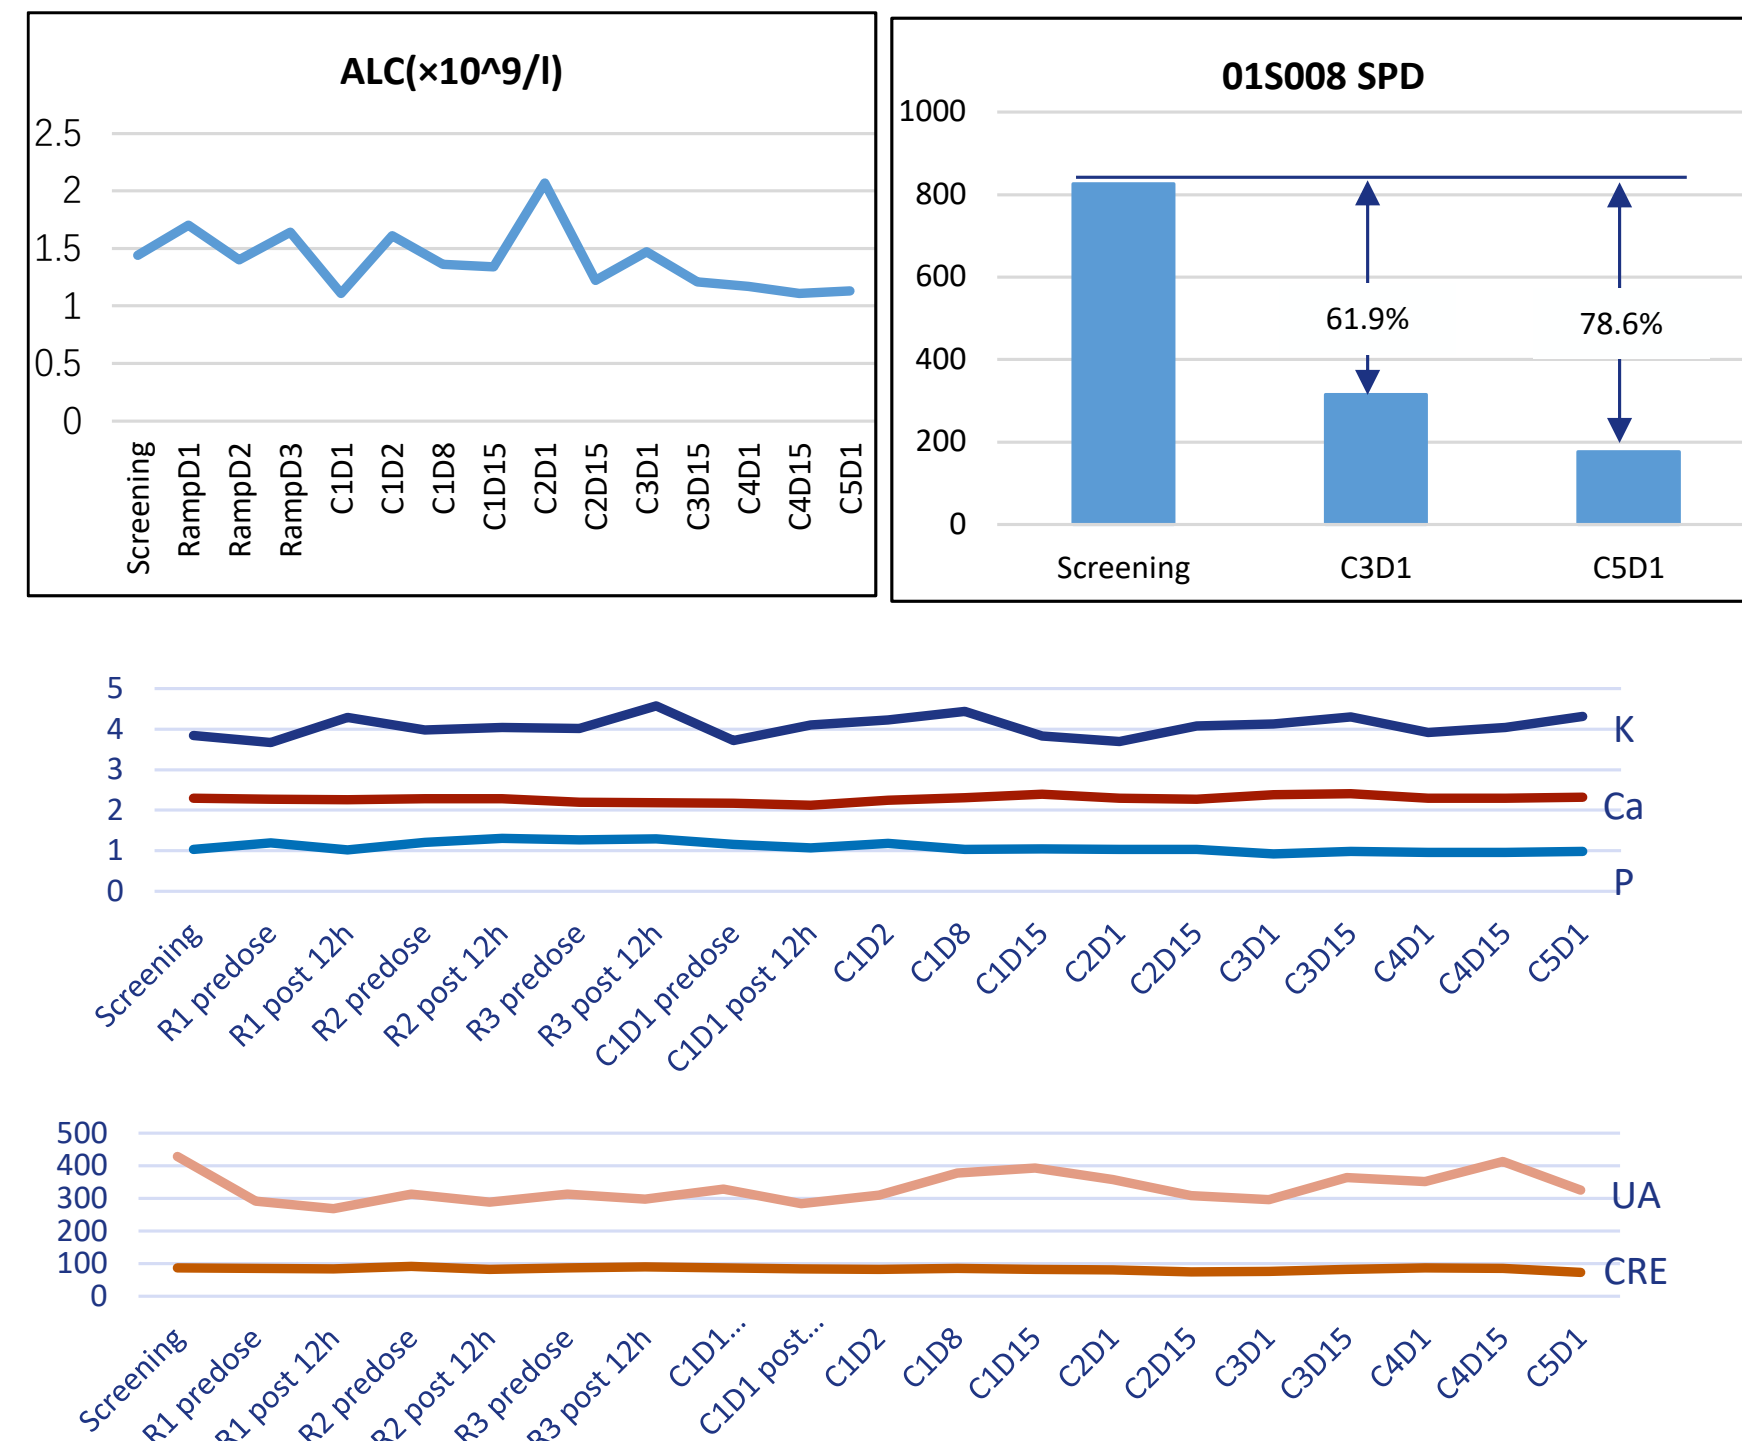 ALC(×10^9/l)
2.5
2
1.5
1
0.5
0
Screening
RampD1
RampD2
RampD3
C1D1
C1D2
C1D8
C1D15
C2D1
C2D15
C3D1
C3D15
C4D1
C4D15
C5D1
01S008 SPD
1000
800
600
400
200
0
61.9%
78.6%
Screening
C3D1
C5D1
5
4
3
2
1
0
K
Ca
P
Screening
R1 predose
R1 post 12h
R2 predose
R2 post 12h
R3 predose
R3 post 12h
C1D1 predose
C1D1 post 12h
C1D2
C1D8
C1D15
C2D1
C2D15
C3D1
C3D15
C4D1
C4D15
C5D1
500
400
300
200
100
0
UA
CRE
Screening
R1 predose
R1 post 12h
R2 predose
R2 post 12h
R3 predose
R3 post 12h
C1D1...
C1D1 post...
C1D2
C1D8
C1D15
C2D1
C2D15
C3D1
C3D15
C4D1
C4D15
C5D1